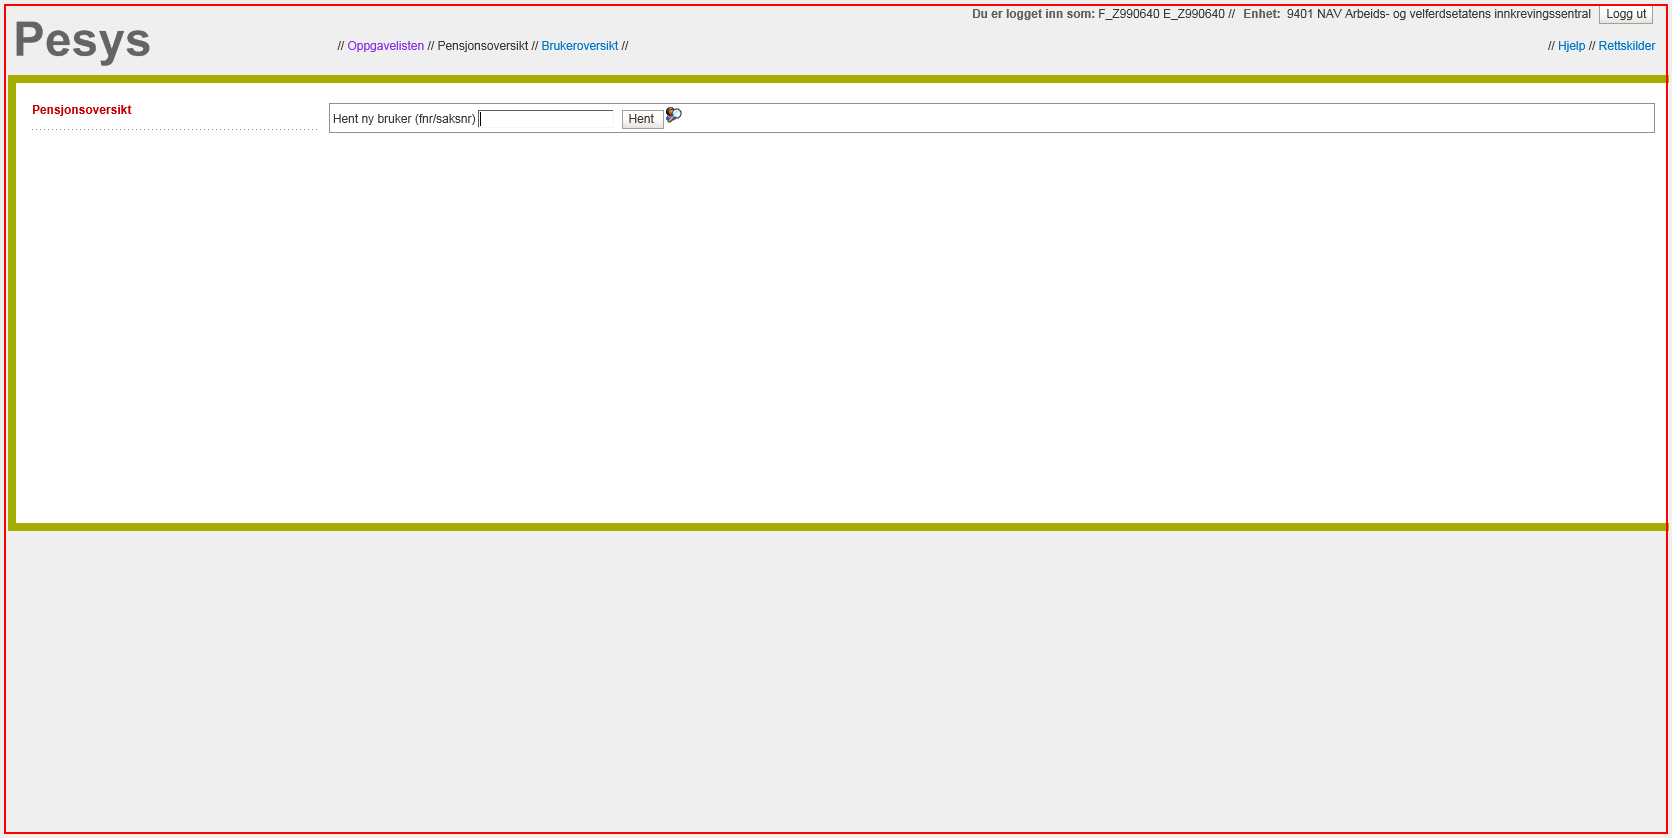 Du er logget inn som: F_Z990640 E_Z990640 // Enhet: 9401 NAV Arbeids- og velferdsetatens innkrevingssentral Logg ut
Pesys
// Oppgavelisten // Pensjonsoversikt // Brukeroversikt //
// Hjelp // Rettskilder
Pensjonsoversikt
Hent ny bruker (fnr/saksnr) Hent